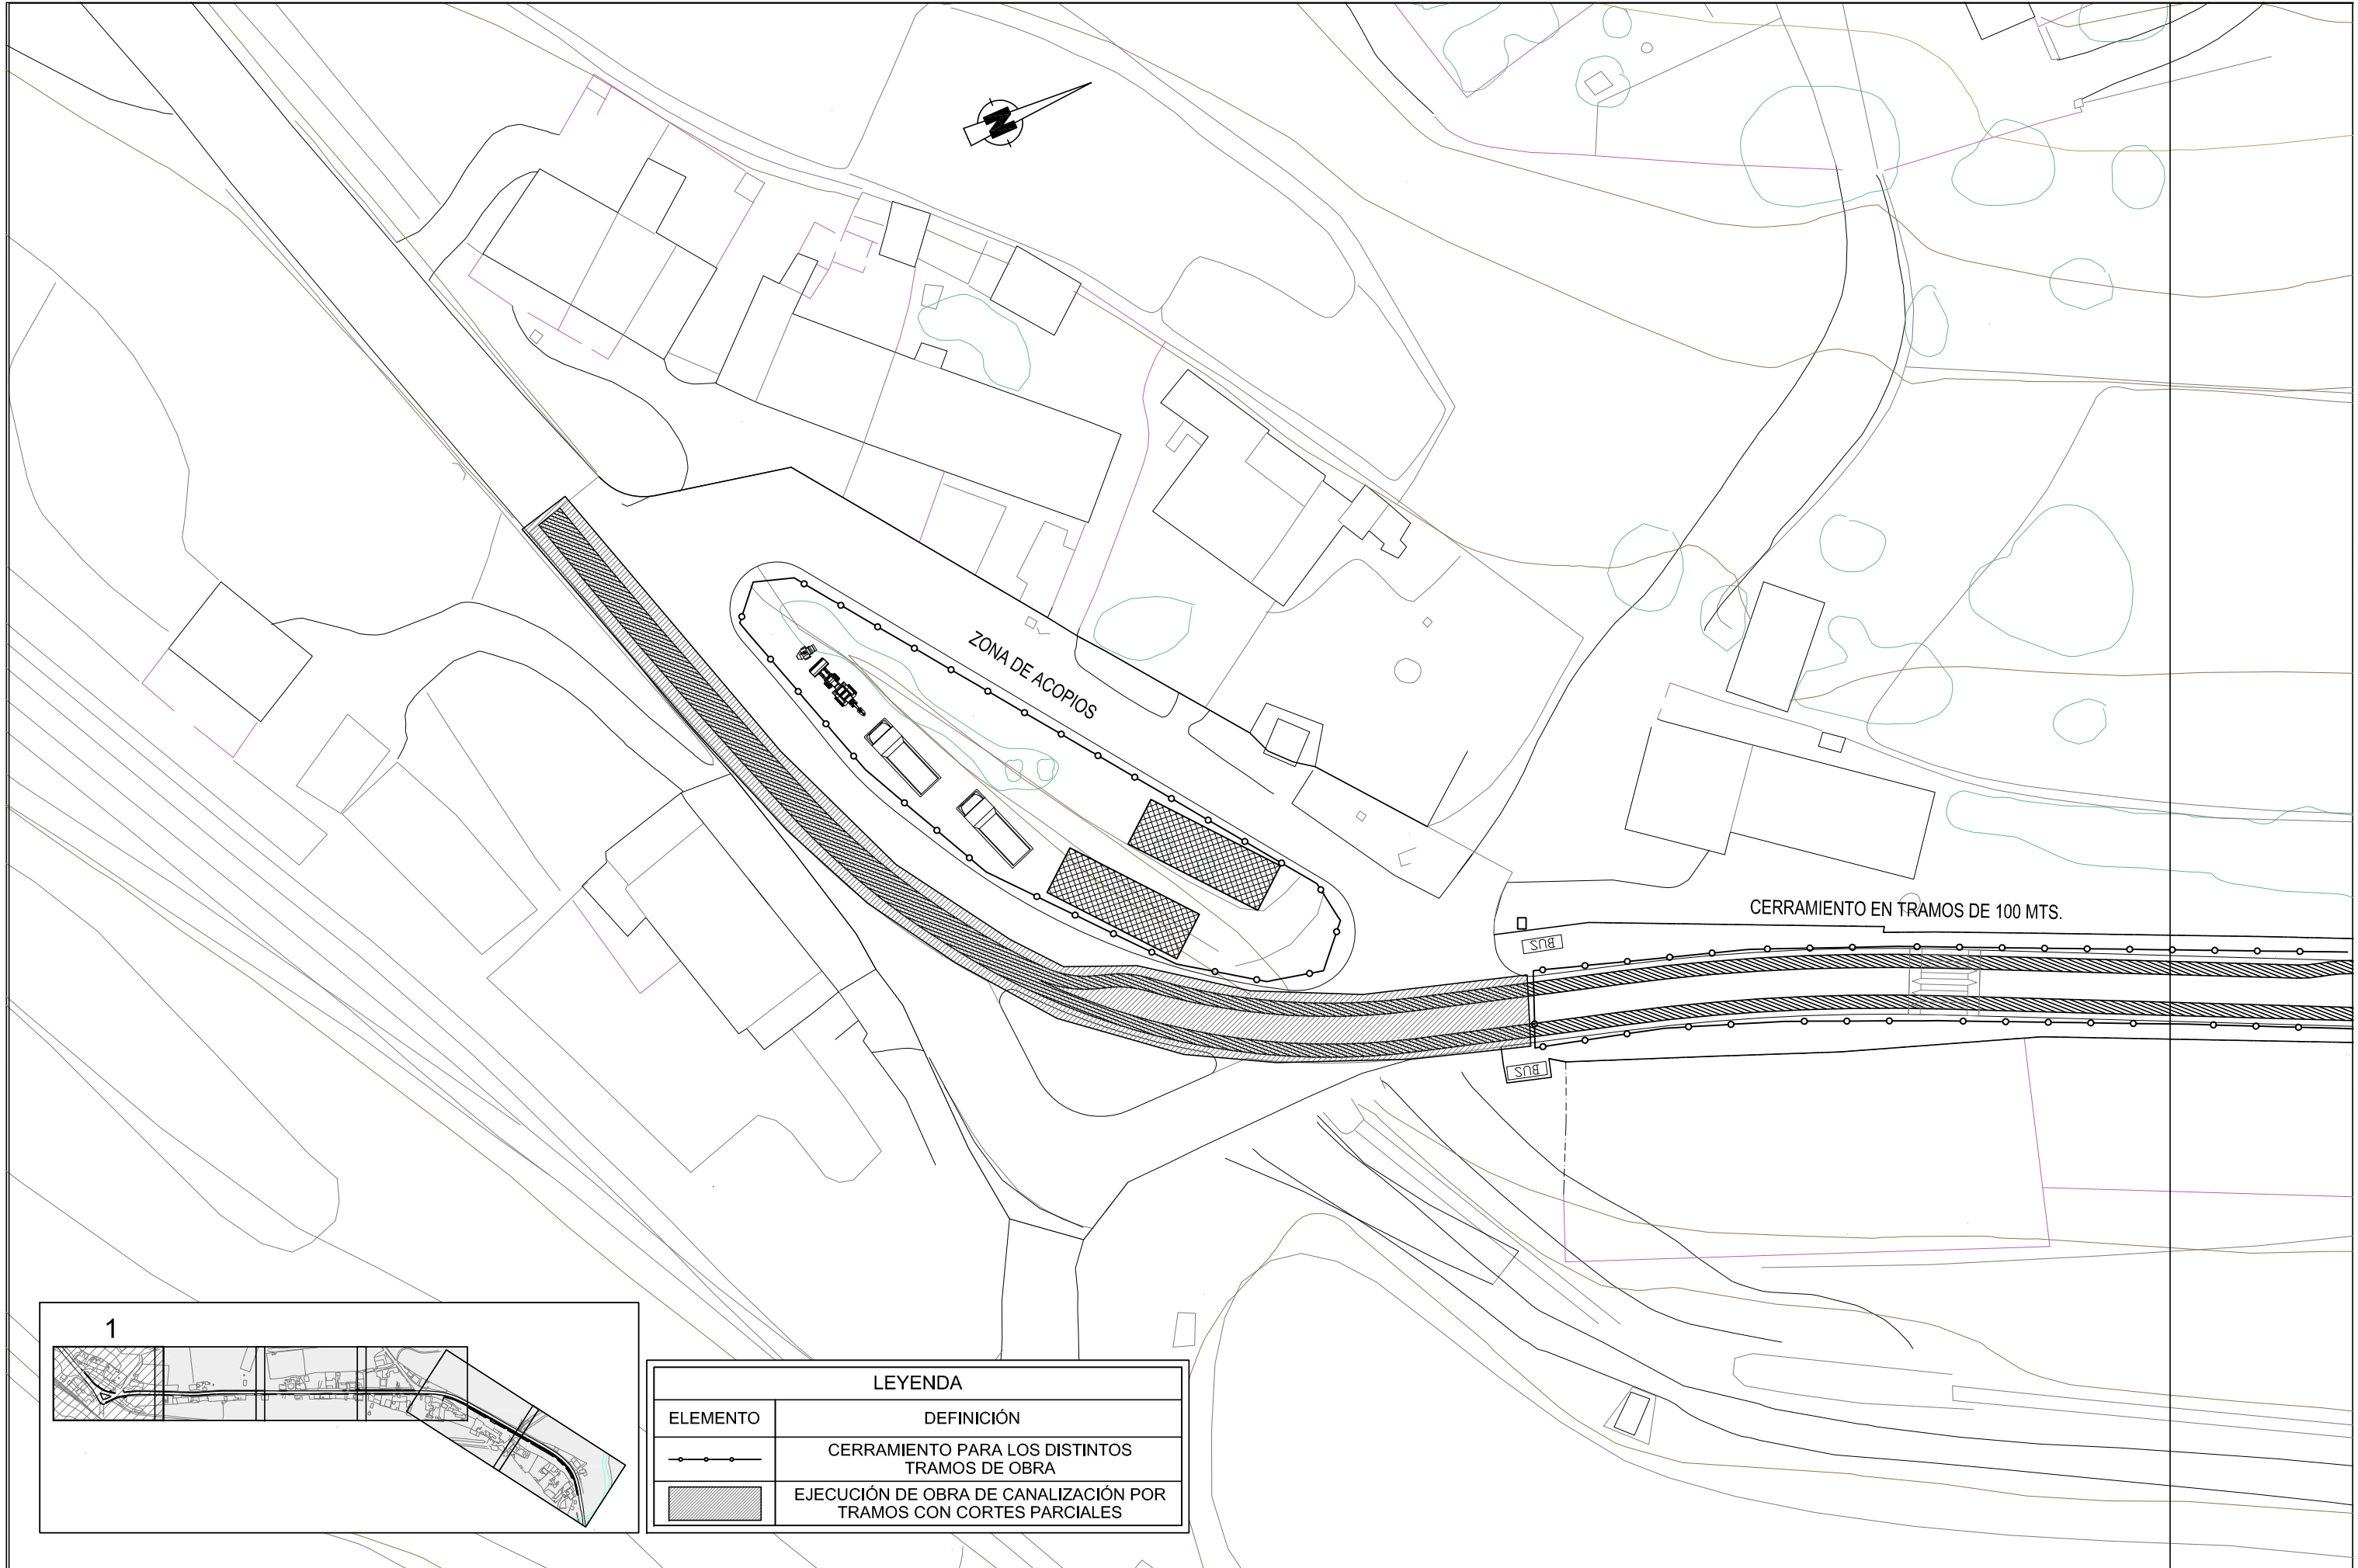 N
ZONA DE ACOPIOS
CERRAMIENTO EN TRAMOS DE 100 MTS.
BUS
BUS
1
LEYENDA
ELEMENTO
DEFINICIÓN
CERRAMIENTO PARA LOS DISTINTOS
TRAMOS DE OBRA
EJECUCIÓN DE OBRA DE CANALIZACIÓN POR
TRAMOS CON CORTES PARCIALES